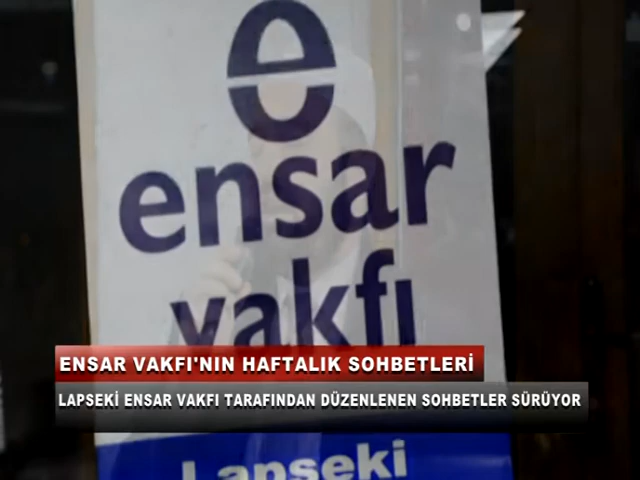 e
ensar
vakfı
ENSAR VAKFI'NIN HAFTALIK SOHBETLERİ
LAPSEKİ ENSAR VAKFI TARAFINDAN DÜZENLENEN SOHBETLER SÜRÜYOR
Lapseki